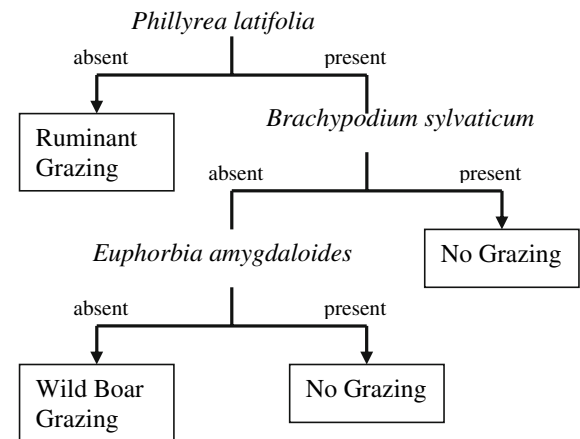 Phillyrea latifolia
absent
present
Ruminant
Grazing
Brachypodium sylvaticum
absent
present
Euphorbia amygdaloides
No Grazing
absent
present
Wild Boar
Grazing
No Grazing